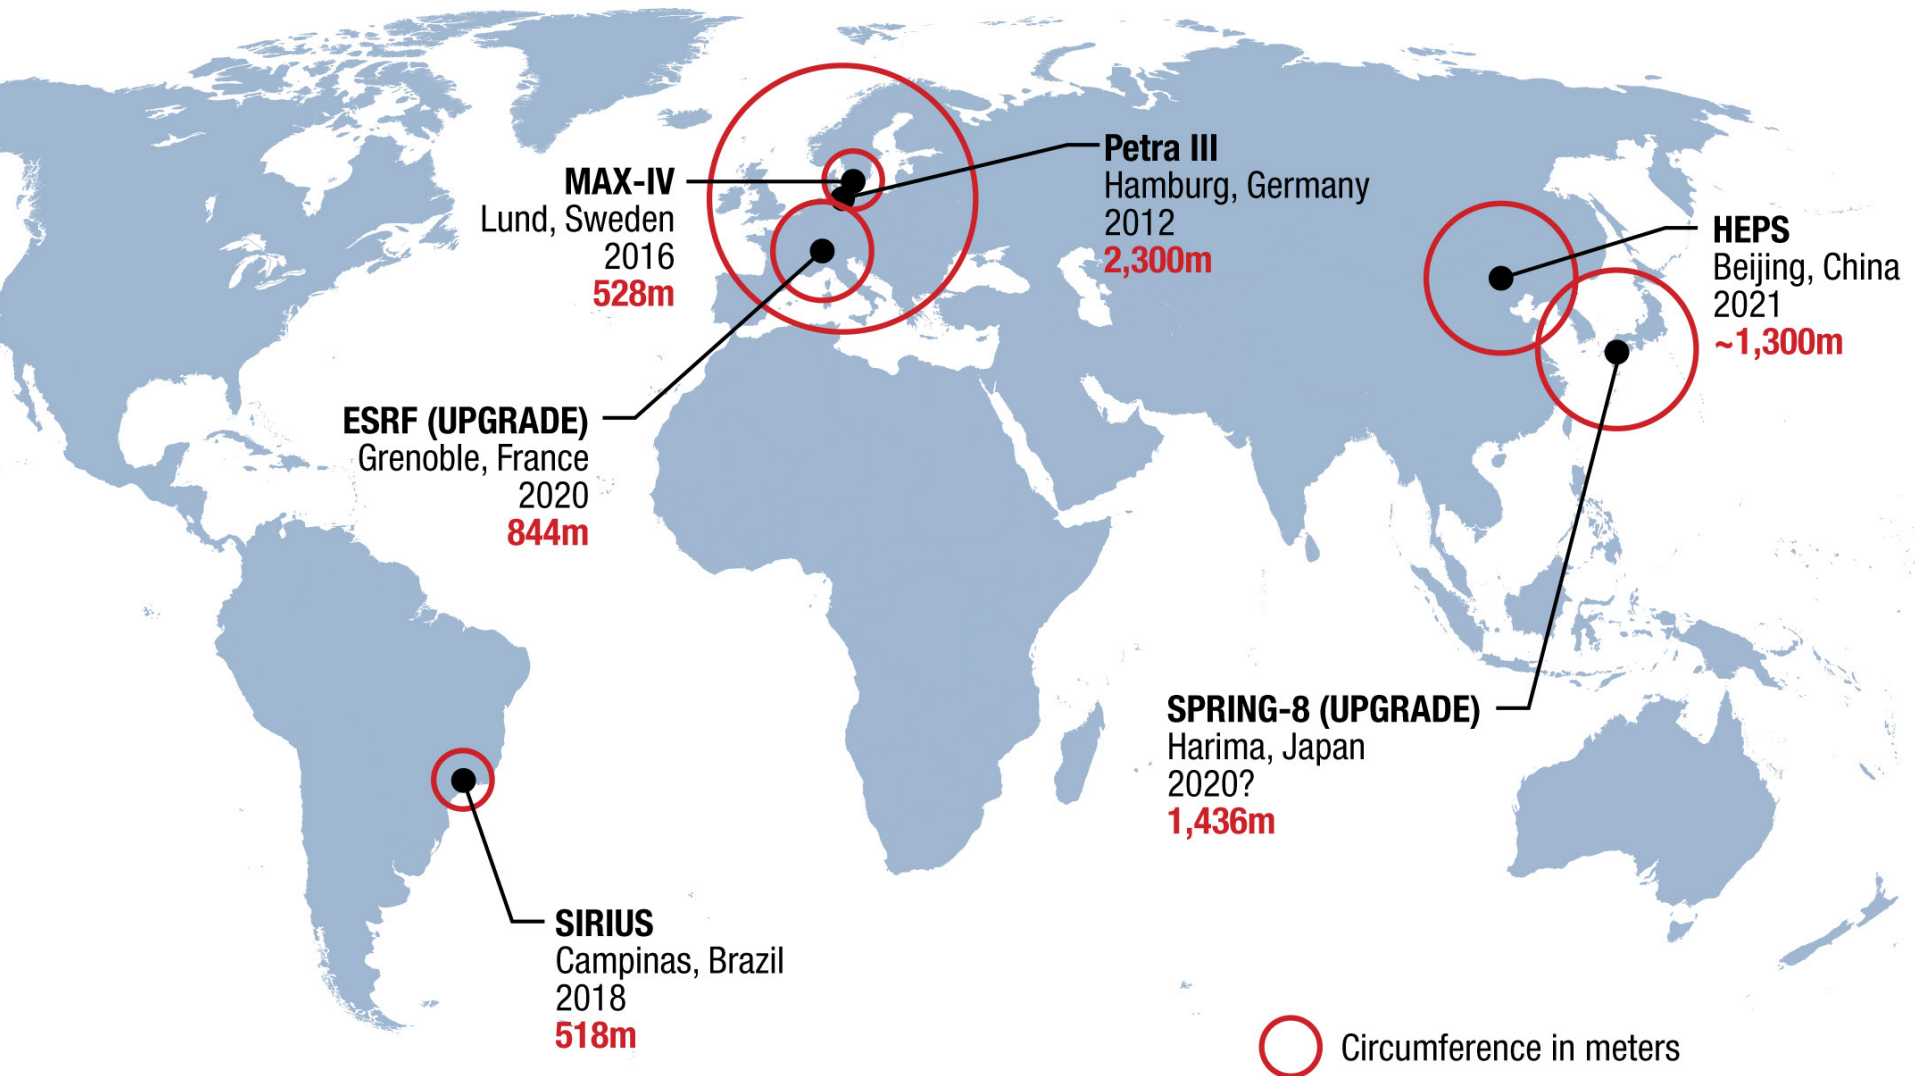 MAX-IV
Lund, Sweden
2016
528m
Petra III
Hamburg, Germany
2012
2,300m
HEPS
Beijing, China
2021
~1,300m
ESRF (UPGRADE)
Grenoble, France
2020
844m
SPRING-8 (UPGRADE)
Harima, Japan
2020?
1,436m
SIRIUS
Campinas, Brazil
2018
518m
Circumference in meters